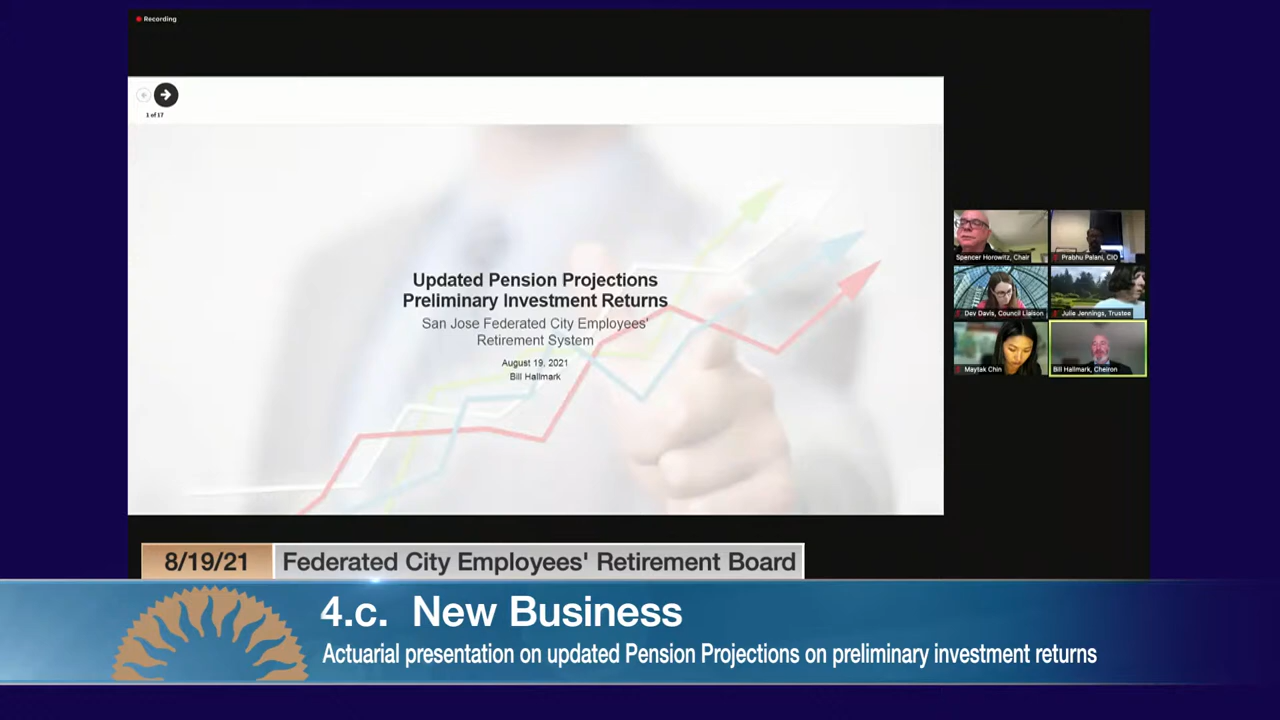 Recording
1 of 17
Updated Pension Projections
Preliminary Investment Returns
San Jose Federated City Employees'
Retirement System
August 19, 2021
Bill Hallmark
Spencer Horowitz, Chair
Prabhu Palani, CIO
Dev Davis, Council Liaison
Julie Jennings, Trustee
Maytak Chin
Bill Hallmark, Cheiron
8/19/21
Federated City Employees' Retirement Board
4.c. New Business
Actuarial presentation on updated Pension Projections on preliminary investment returns